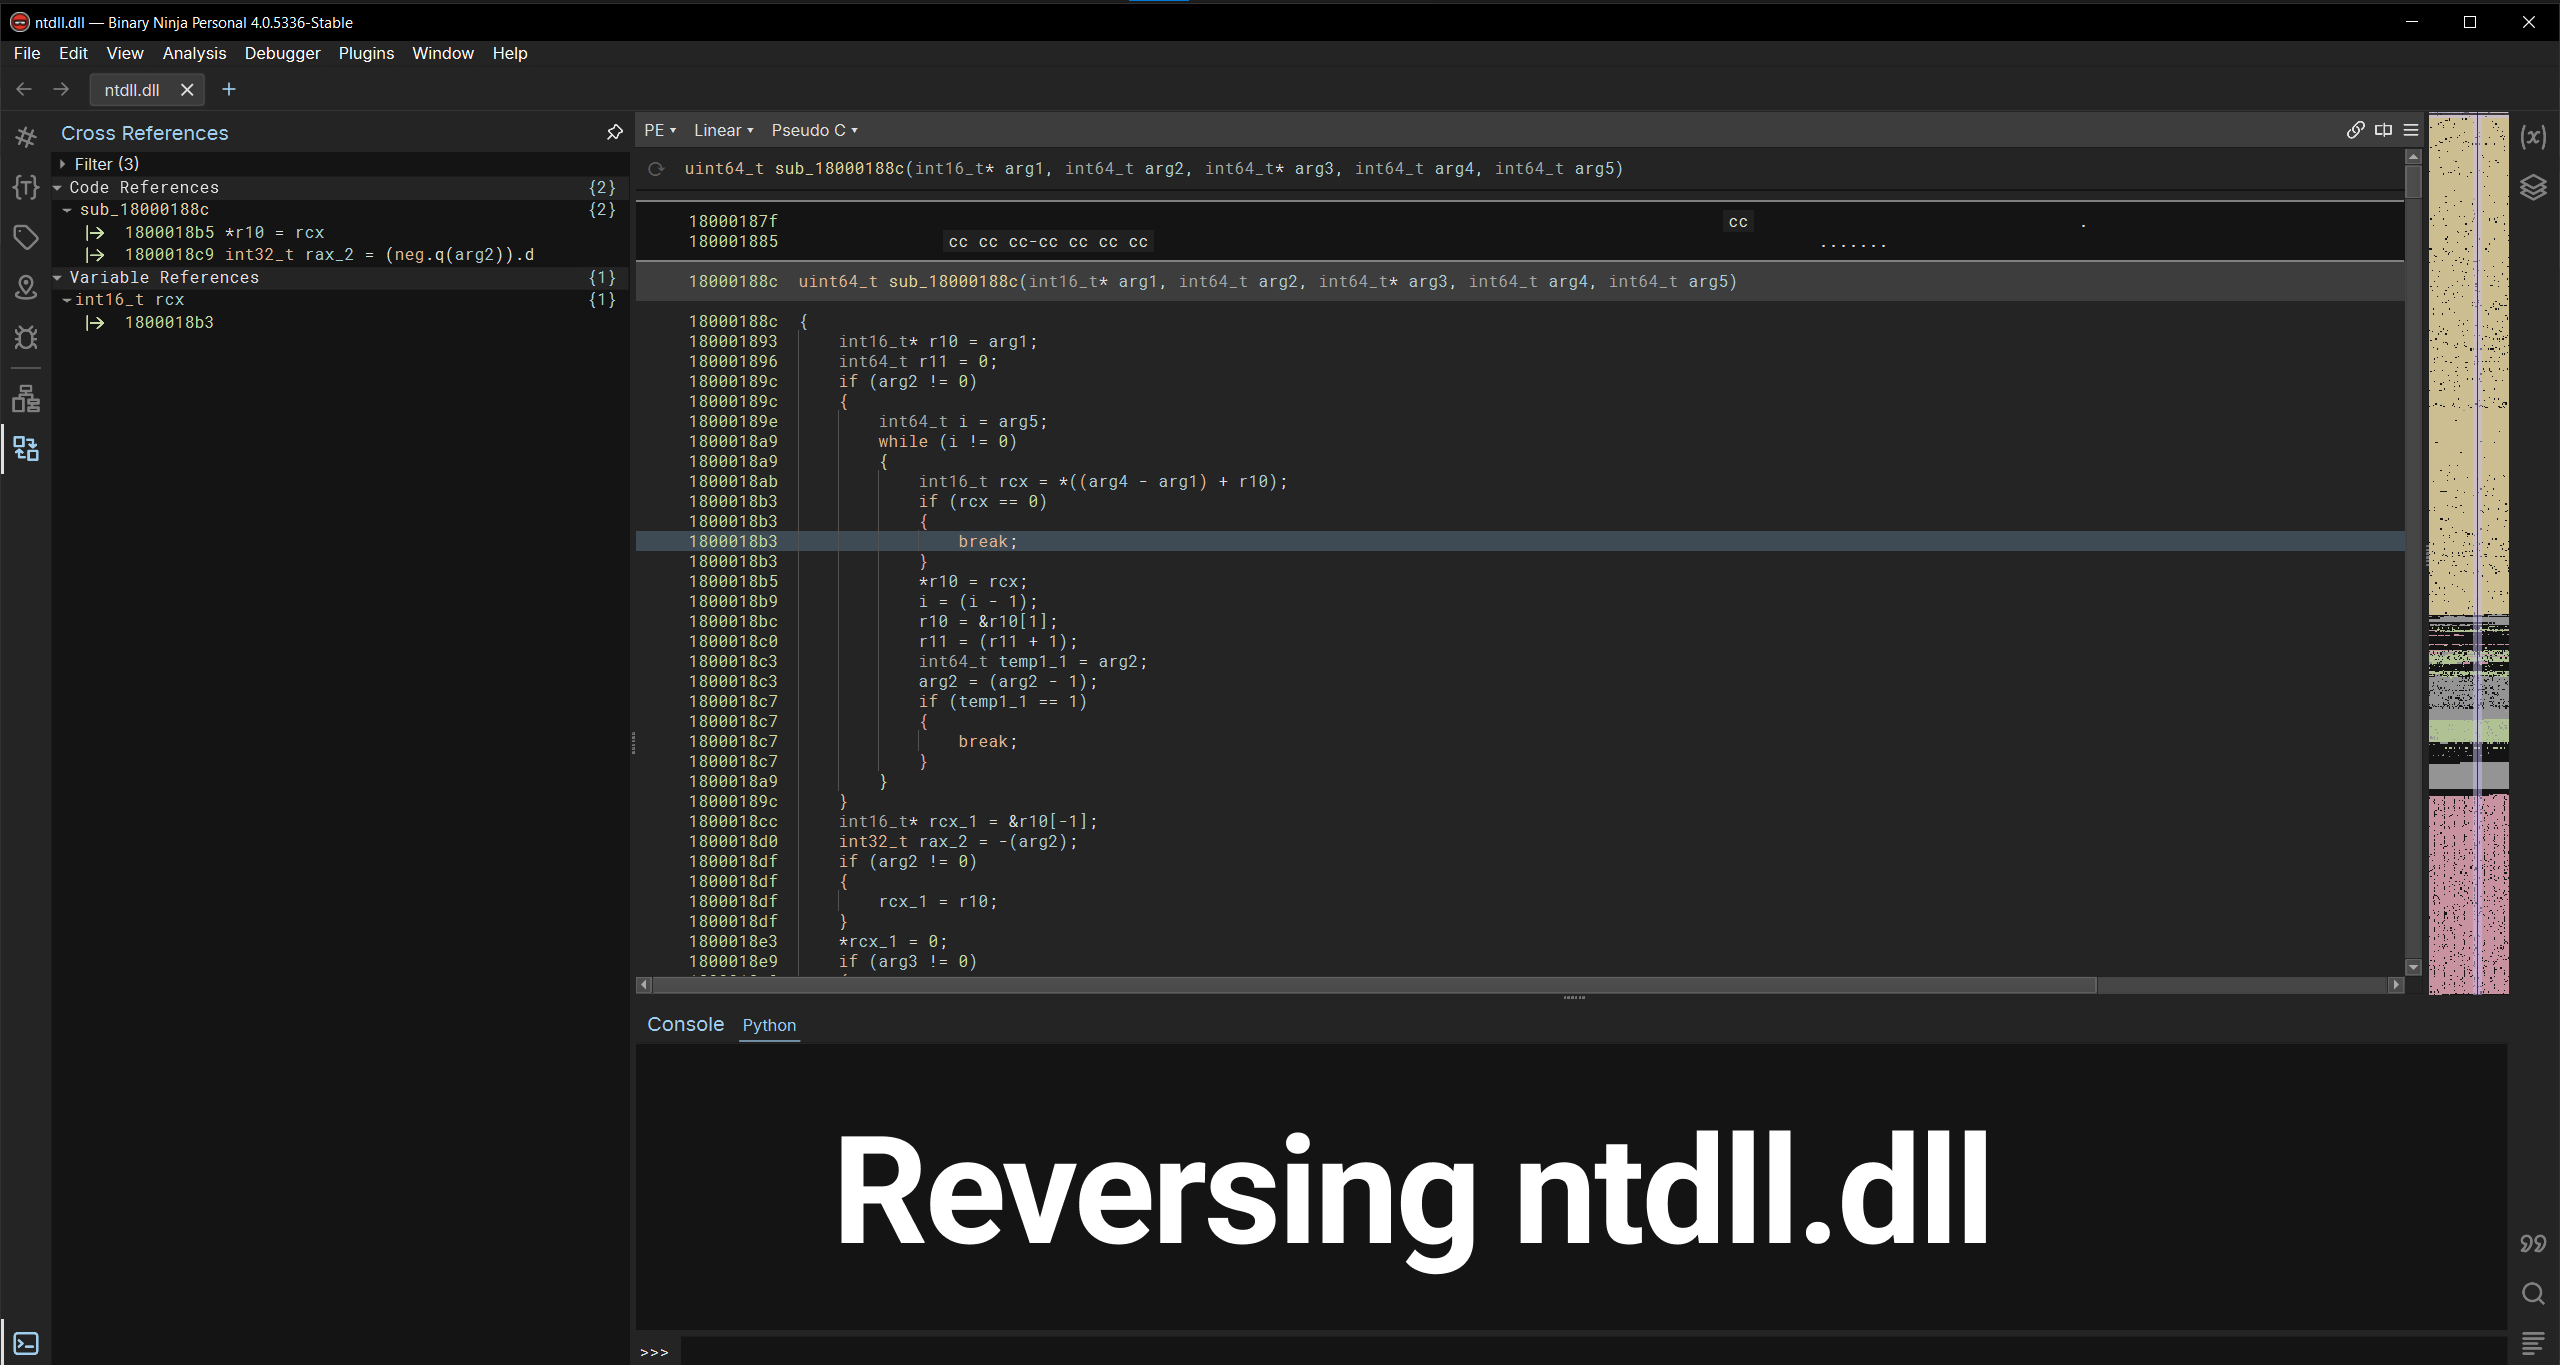 ntdll.dll — Binary Ninja Personal 4.0.5336-Stable
File Edit View Analysis Debugger Plugins Window Help
ntdll.dll
Cross References
Filter (3)
Code References {2}
sub_18000188c {2}
1800018b5 *r10 = rcx
1800018c9 int32_t rax_2 = (neg.q(arg2)).d
Variable References {1}
int16_t rcx {1}
1800018b3
PE Linear Pseudo C
uint64_t sub_18000188c(int16_t* arg1, int64_t arg2, int64_t* arg3, int64_t arg4, int64_t arg5)
18000187f cc .
180001885 cc cc cc-cc cc cc cc .......
18000188c uint64_t sub_18000188c(int16_t* arg1, int64_t arg2, int64_t* arg3, int64_t arg4, int64_t arg5)
18000188c {
180001893 int16_t* r10 = arg1;
180001896 int64_t r11 = 0;
18000189c if (arg2 != 0)
18000189c {
18000189e int64_t i = arg5;
1800018a9 while (i != 0)
1800018a9 {
1800018ab int16_t rcx = *((arg4 - arg1) + r10);
1800018b3 if (rcx == 0)
1800018b3 {
1800018b3 break;
1800018b3 }
1800018b5 *r10 = rcx;
1800018b9 i = (i - 1);
1800018bc r10 = &r10[1];
1800018c0 r11 = (r11 + 1);
1800018c3 int64_t temp1_1 = arg2;
1800018c3 arg2 = (arg2 - 1);
1800018c7 if (temp1_1 == 1)
1800018c7 {
1800018c7 break;
1800018c7 }
1800018a9 }
18000189c }
1800018cc int16_t* rcx_1 = &r10[-1];
1800018d0 int32_t rax_2 = -(arg2);
1800018df if (arg2 != 0)
1800018df {
1800018df rcx_1 = r10;
1800018df }
1800018e3 *rcx_1 = 0;
1800018e9 if (arg3 != 0)
Console Python
Reversing ntdll.dll
>>>